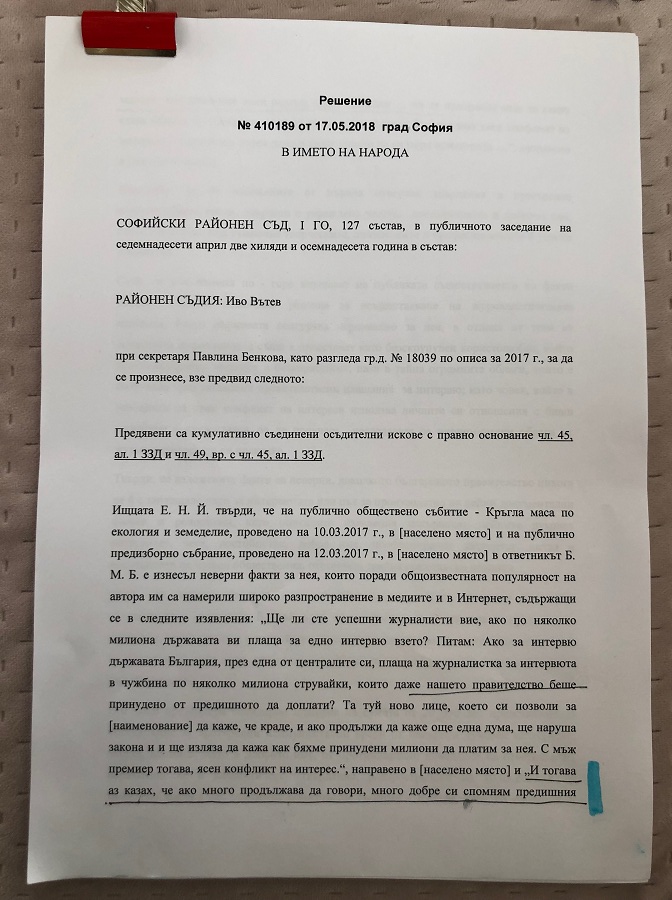 Решение
№ 410189 от 17.05.2018 град София
В ИМЕТО НА НАРОДА
СОФИЙСКИ РАЙОНЕН СЪД, I ГО, 127 състав, в публичното заседание на
седемнадесети април две хиляди и осемнадесета година в състав:
РАЙОНЕН СЪДИЯ: Иво Вътев
при секретаря Павлина Бенкова, като разгледа гр.д. № 18039 по описа за 2017 г., за да
се произнесе, взе предвид следното:
Предявени са кумулативно съединени осъдителни искове с правно основание чл. 45,
ал. 1 ЗЗД и чл. 49, вр. с чл. 45, ал. 1 ЗЗД.
Ищцата Е. Н. Й. твърди, че на публично обществено събитие - Кръгла маса по
екология и земеделие, проведено на 10.03.2017 г., в [населено място] и на публично
предизборно събрание, проведено на 12.03.2017 г., в [населено място] в ответникът Б.
М. Б. е изнесъл неверни факти за нея, които поради общоизвестната популярност на
автора им са намерили широко разпространение в медиите и в Интернет, съдържащи
се в следните изявления: „Ще ли сте успешни журналисти вие, ако по няколко
милиона държавата ви плаща за едно интервю взето? Питам: Ако за интервю
държавата България, през една от централите си, плаща на журналистка за интервюта
в чужбина по няколко милиона струвайки, които даже нашето правителство беше
принудено от предишното да доплати? Та туй ново лице, което си позволи за
[наименование] да каже, че краде, и ако продължи да каже още една дума, ще наруша
закона и и ще изляза да кажа как бяхме принудени милиони да платим за нея. С мъж
премиер тогава, ясен конфликт на интерес.“, направено в [населено място] и „И тогава
аз казах, че ако много продължава да говори, много добре си спомням предишния